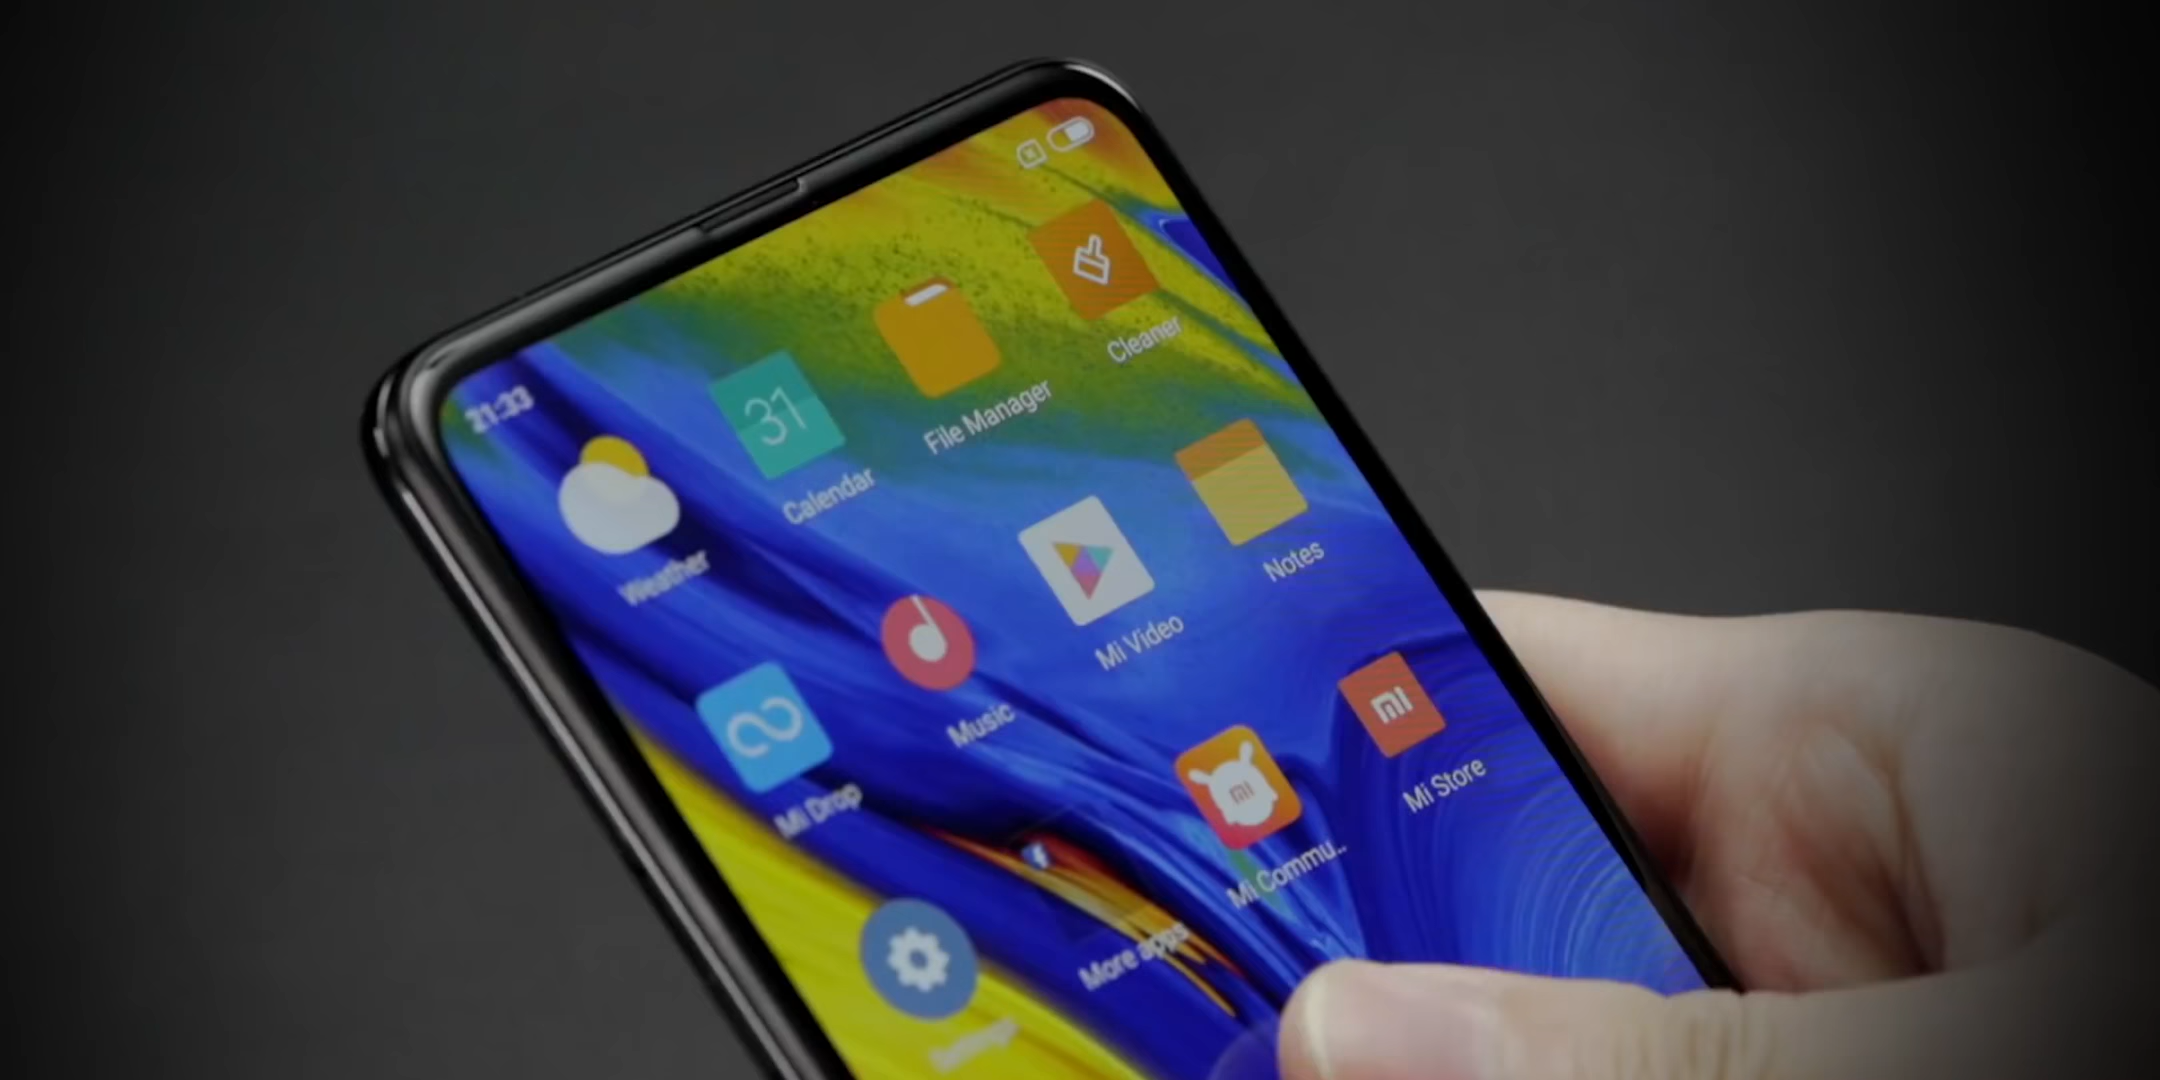 21:33
Weather
31
Calendar
File Manager
Cleaner
Mi Drop
Music
Mi Video
Notes
More apps
mi
Mi Commu..
mi
Mi Store